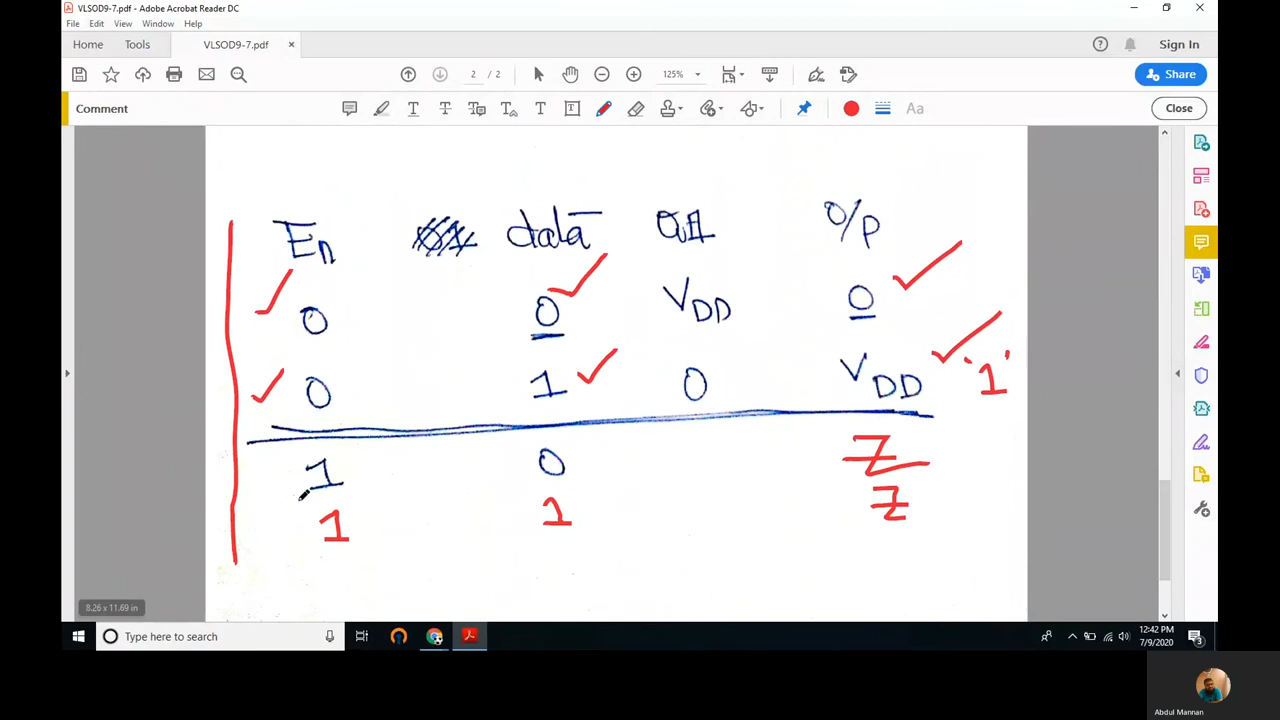 VLSOD9-7.pdf - Adobe Acrobat Reader DC
File Edit View Window Help
Home Tools VLSOD9-7.pdf × ? Sign In
2 / 2 125% Share
Comment T T T T T Aa Close
En data O/P
0 0 VDD 0
0 1 0 VDD '1'
1 0 Z
1 1 Z
8.26 x 11.69 in
Type here to search
12:42 PM
7/9/2020
3
Abdul Mannan